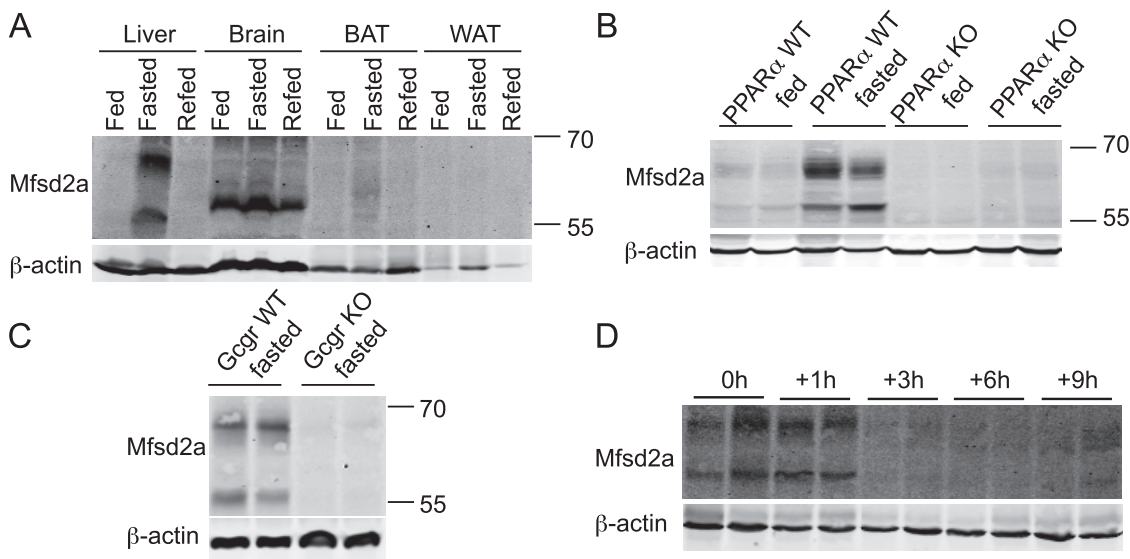 A
Liver Brain BAT WAT
Fed Fasted Refed Fed Fasted Refed Fed Fasted Refed Fed Fasted Refed
Mfsd2a
70
55
β-actin
B
PPARα WT fed
PPARα WT fasted
PPARα KO fed
PPARα KO fasted
Mfsd2a
70
55
β-actin
C
Gcgr WT fasted
Gcgr KO fasted
Mfsd2a
70
55
β-actin
D
0h +1h +3h +6h +9h
Mfsd2a
β-actin